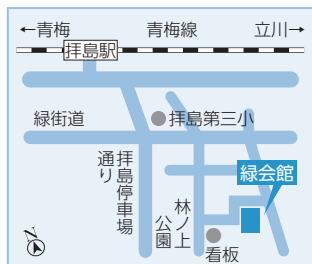 ←青梅 青梅線 立川→
拝島駅
緑街道
拝島第三小
拝島停車場
通り
林ノ上
公園
緑会館
看板
N